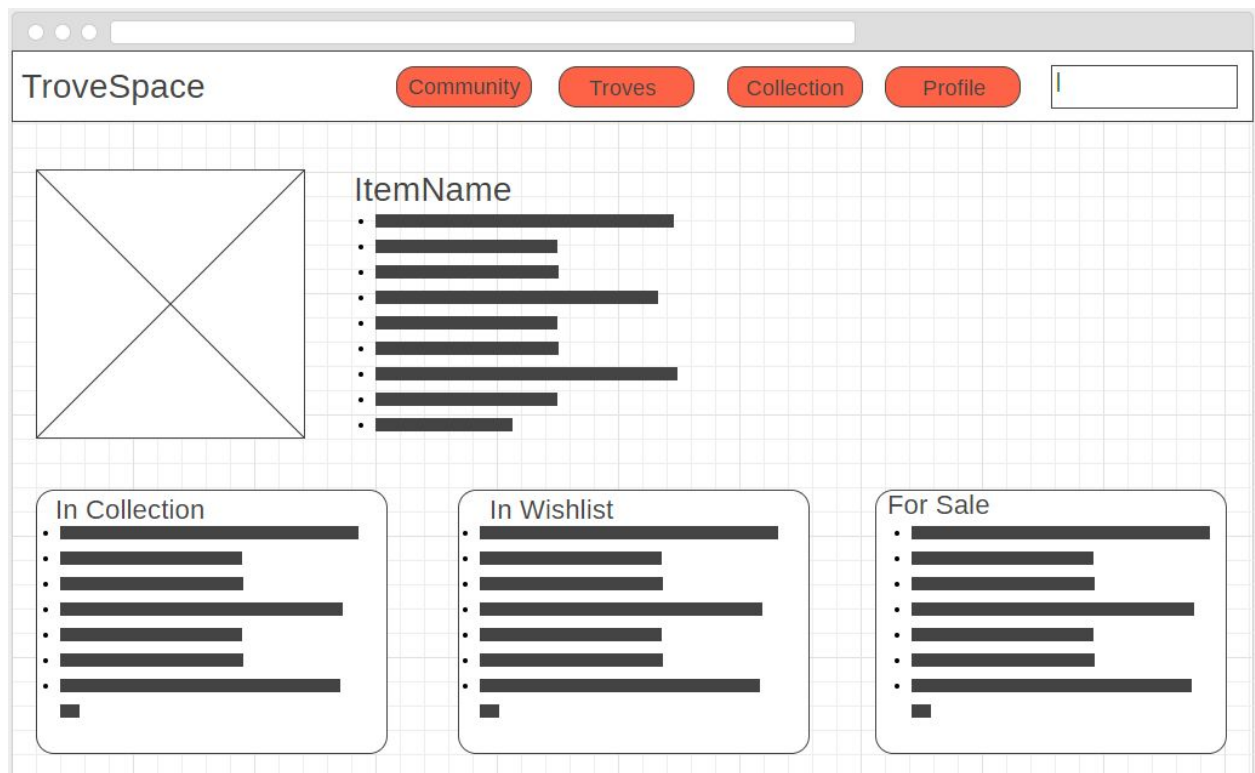 TroveSpace
Community
Troves
Collection
Profile
ItemName
In Collection
In Wishlist
For Sale